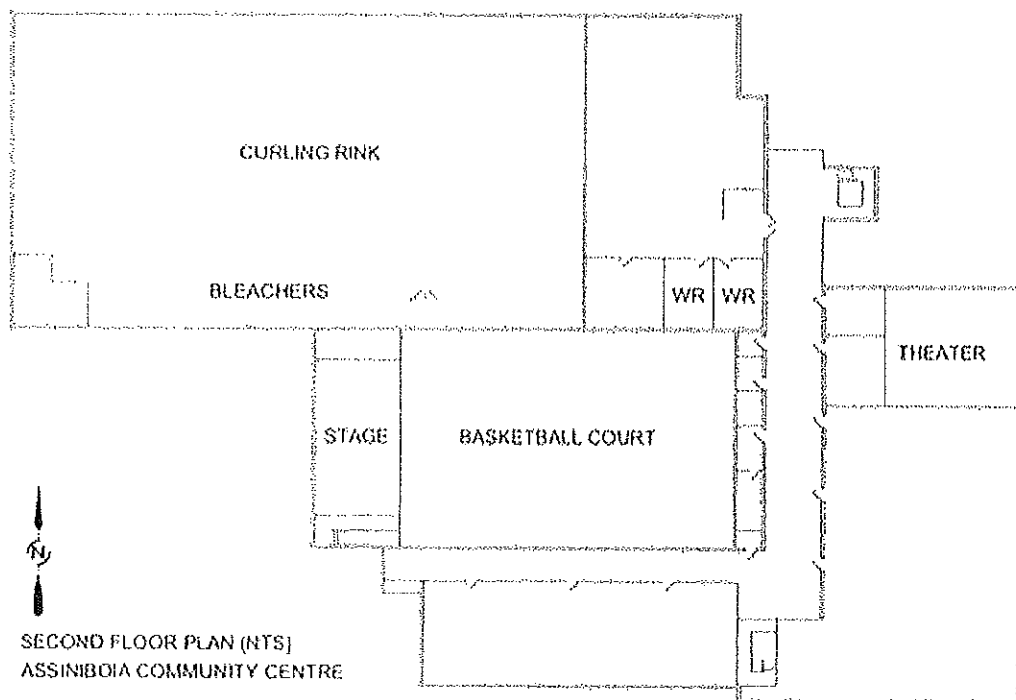 CURLING RINK
BLEACHERS
WR WR
THEATER
STAGE
BASKETBALL COURT
N
SECOND FLOOR PLAN (NTS)
ASSINIBOIA COMMUNITY CENTRE